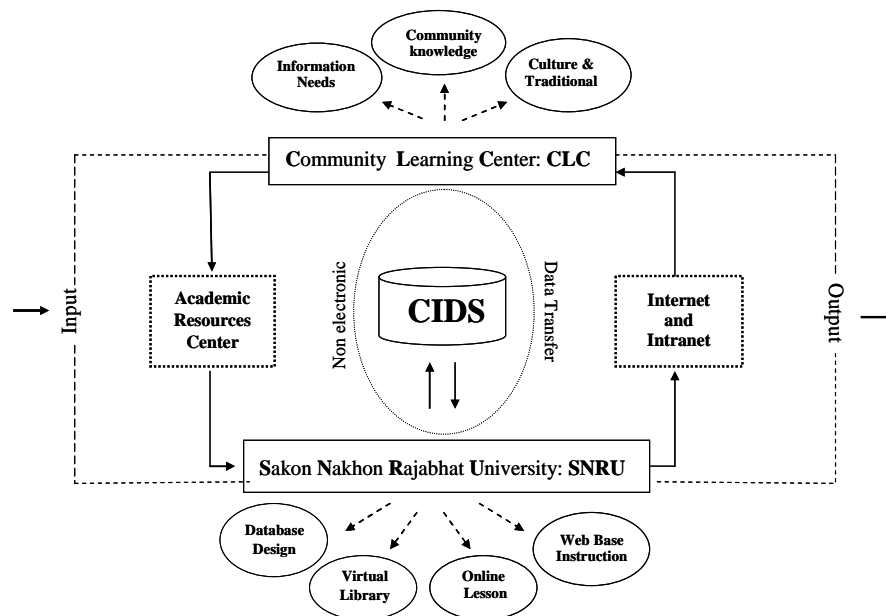 Community
knowledge
Information
Needs
Culture &
Traditional
Community Learning Center: CLC
Input
Academic
Resources
Center
Non electronic
CIDS
Data Transfer
Internet
and
Intranet
Output
Sakon Nakhon Rajabhat University: SNRU
Database
Design
Virtual
Library
Online
Lesson
Web Base
Instruction